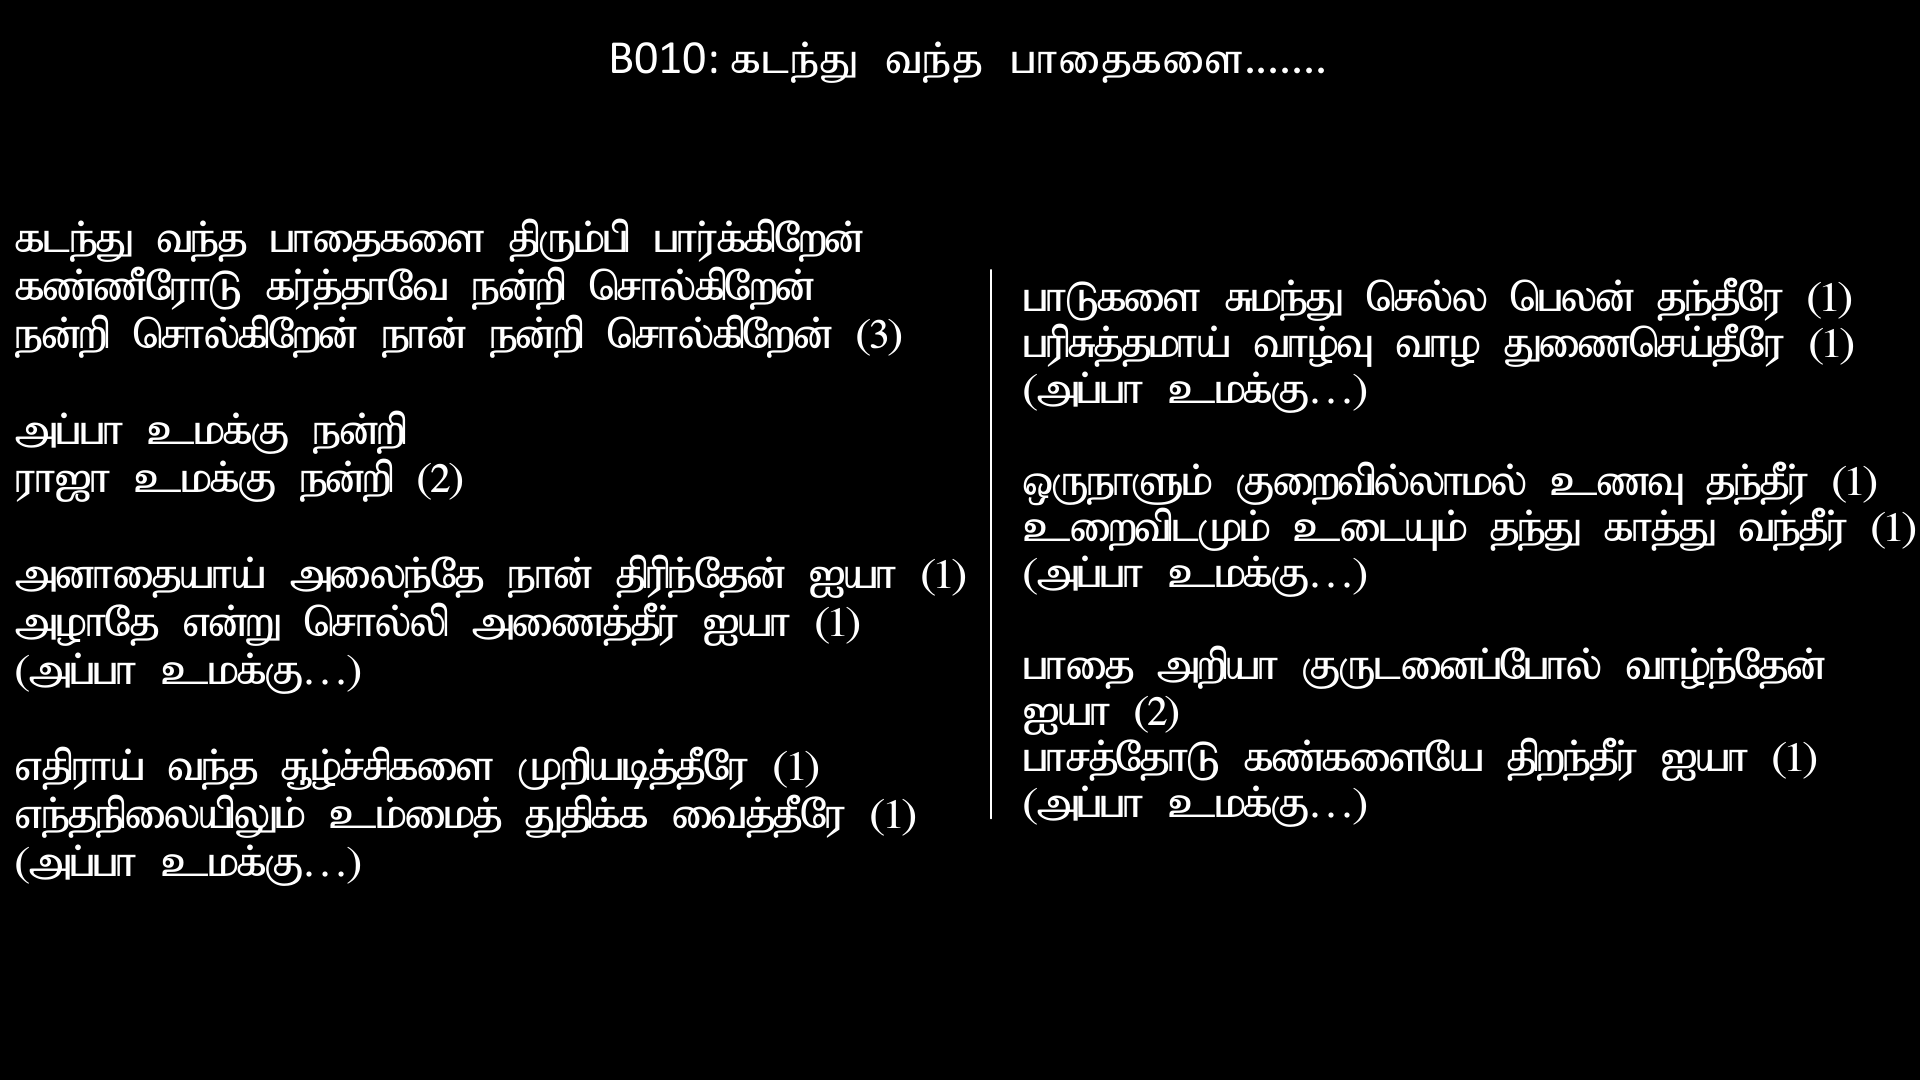 B010: கடந்து வந்த பாதைகளை.......
கடந்து வந்த பாதைகளை திரும்பி பார்க்கிறேன்
கண்ணீரோடு கர்த்தாவே நன்றி சொல்கிறேன்
நன்றி சொல்கிறேன் நான் நன்றி சொல்கிறேன் (3)
அப்பா உமக்கு நன்றி
ராஜா உமக்கு நன்றி (2)
அனாதையாய் அலைந்தே நான் திரிந்தேன் ஐயா (1)
அழாதே என்று சொல்லி அணைத்தீர் ஐயா (1)
(அப்பா உமக்கு...)
எதிராய் வந்த சூழ்ச்சிகளை முறியடித்தீரே (1)
எந்தநிலையிலும் உம்மைத் துதிக்க வைத்தீரே (1)
(அப்பா உமக்கு...)
பாடுகளை சுமந்து செல்ல பெலன் தந்தீரே (1)
பரிசுத்தமாய் வாழ்வு வாழ துணைசெய்தீரே (1)
(அப்பா உமக்கு...)
ஒருநாளும் குறைவில்லாமல் உணவு தந்தீர் (1)
உறைவிடமும் உடையும் தந்து காத்து வந்தீர் (1)
(அப்பா உமக்கு...)
பாதை அறியா குருடனைப்போல் வாழ்ந்தேன்
ஐயா (2)
பாசத்தோடு கண்களையே திறந்தீர் ஐயா (1)
(அப்பா உமக்கு...)